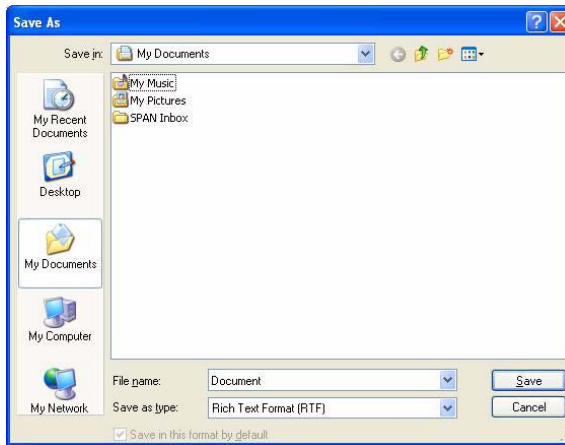 Save As
Save in:
My Documents
My Recent
Documents
Desktop
My Documents
My Computer
My Network
My Music
My Pictures
SPAN Inbox
File name:
Document
Save
Save as type:
Rich Text Format (RTF)
Cancel
Save in this format by default